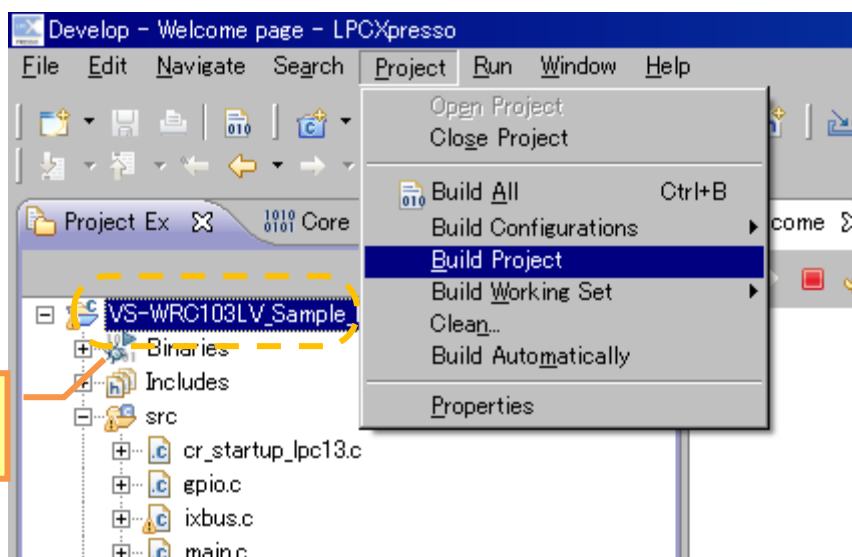 Develop - Welcome page - LPCXpresso
File Edit Navigate Search Project Run Window Help
Open Project
Close Project
Build All Ctrl+B
Build Configurations
Build Project
Build Working Set
Clean...
Build Automatically
Properties
Project Ex
Core
come
VS-WRC103LV_Sample_
Binaries
Includes
src
cr_startup_lpc13.c
gpio.c
ixbus.c
main.c